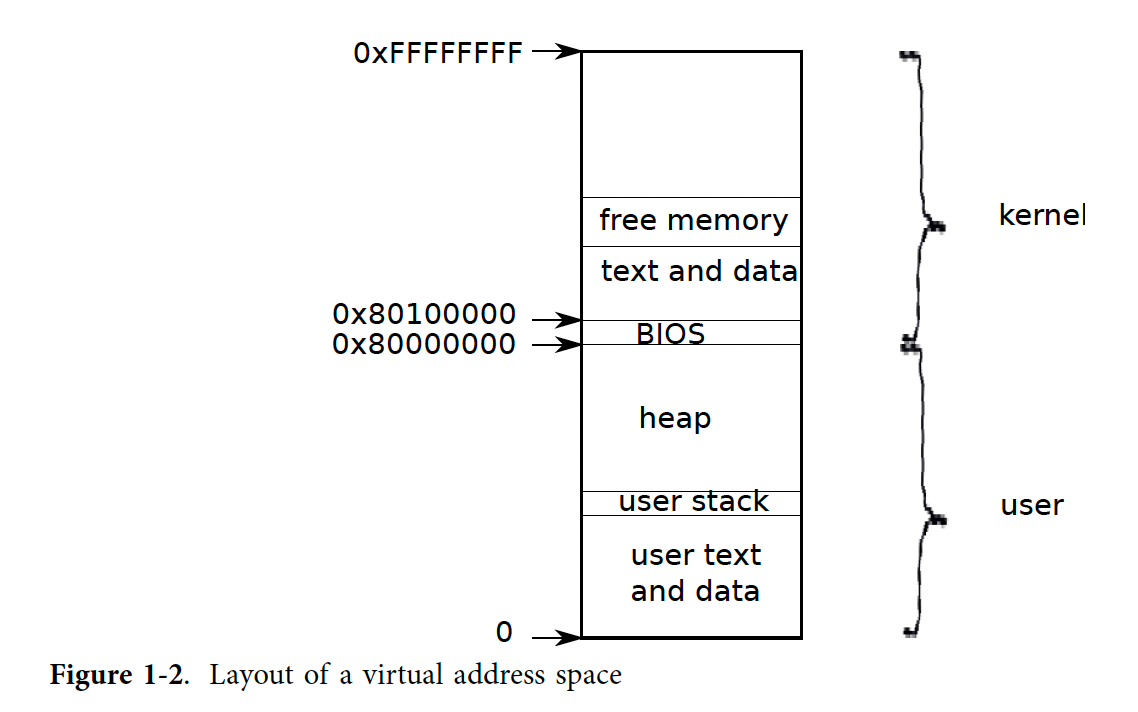 0xFFFFFFFF
free memory
text and data
0x80100000
BIOS
0x80000000
heap
user stack
user text
and data
0
kernel
user
Figure 1-2. Layout of a virtual address space